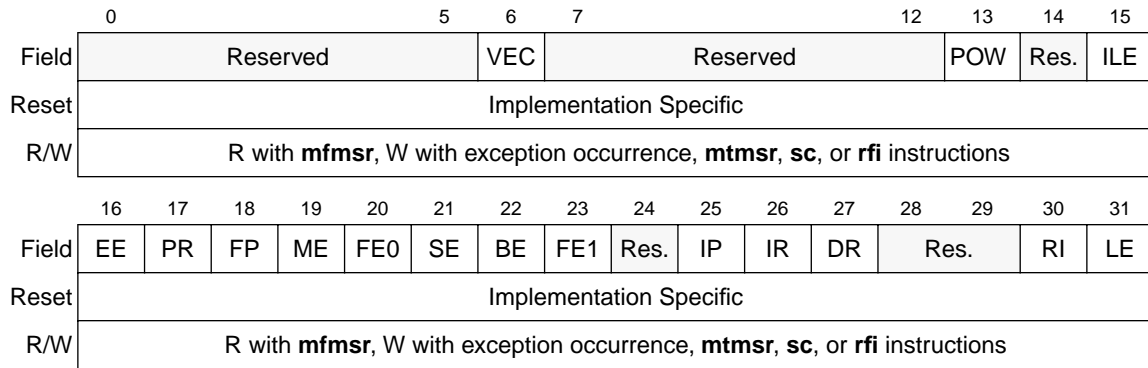 0 5 6 7 12 13 14 15
Field Reserved VEC Reserved POW Res. ILE
Reset Implementation Specific
R/W R with mfmsr, W with exception occurrence, mtmsr, sc, or rfi instructions
16 17 18 19 20 21 22 23 24 25 26 27 28 29 30 31
Field EE PR FP ME FE0 SE BE FE1 Res. IP IR DR Res. RI LE
Reset Implementation Specific
R/W R with mfmsr, W with exception occurrence, mtmsr, sc, or rfi instructions